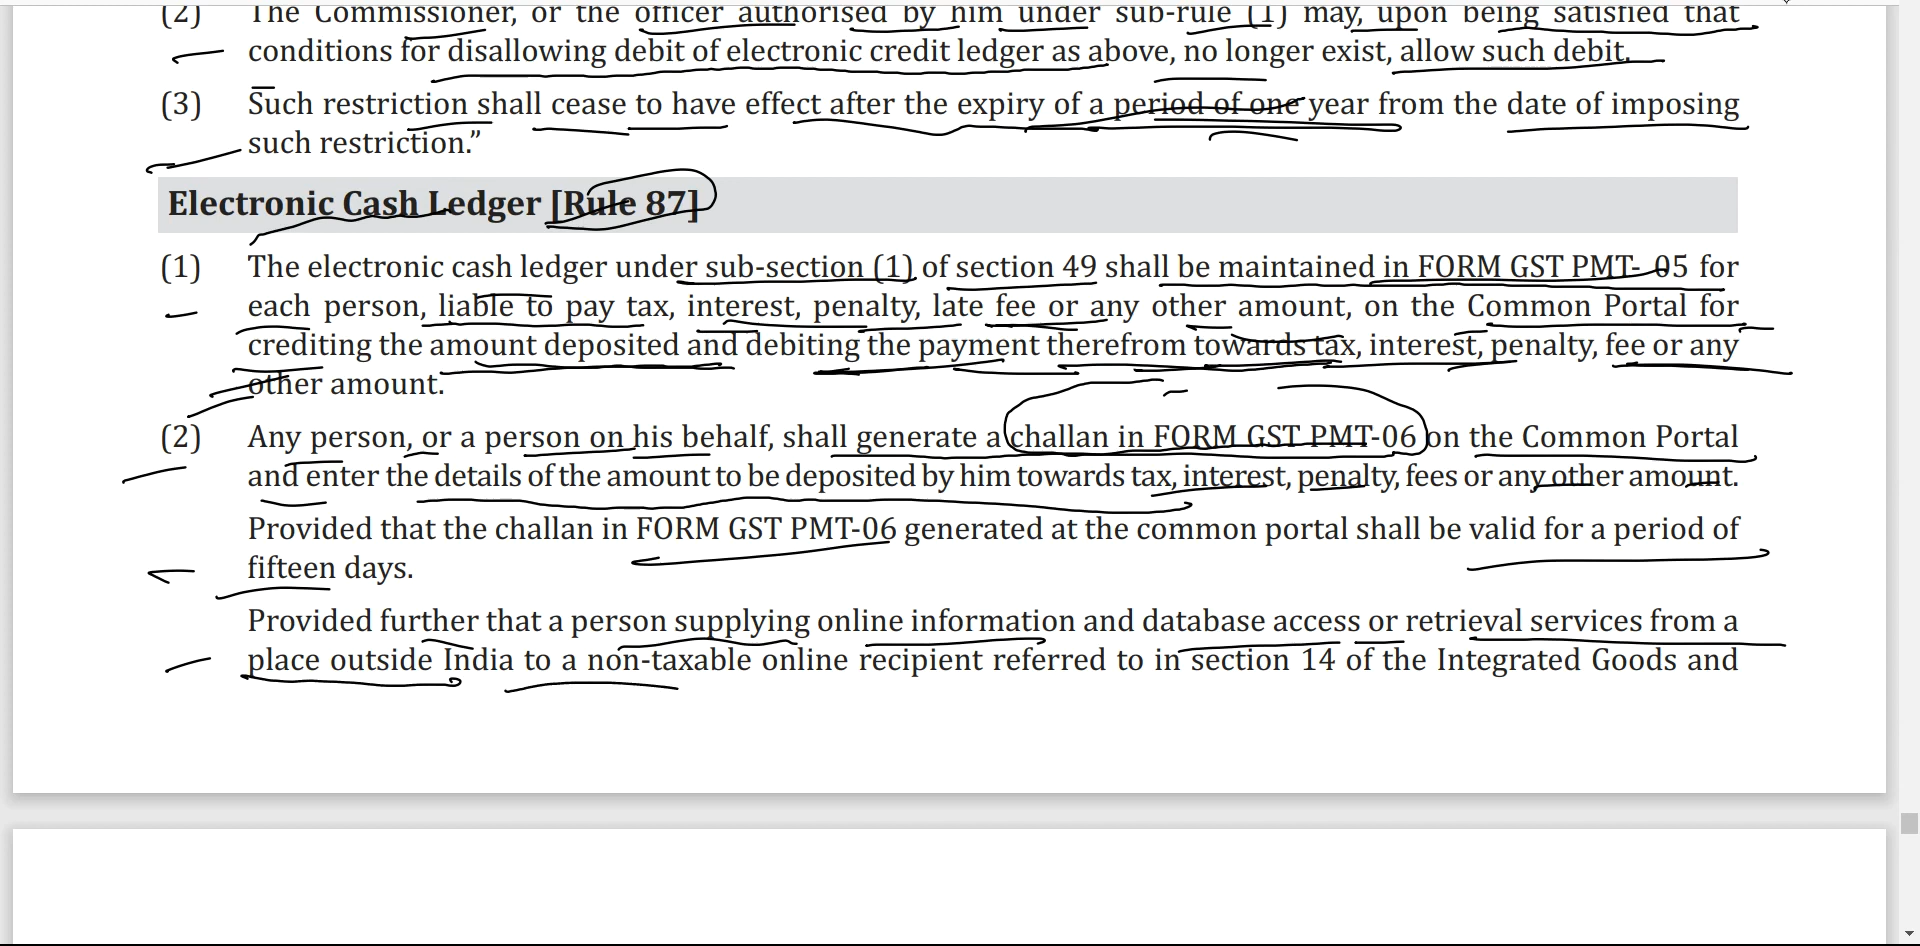 (2) The Commissioner, or the officer authorised by him under sub-rule (1) may, upon being satisfied that
conditions for disallowing debit of electronic credit ledger as above, no longer exist, allow such debit.
(3) Such restriction shall cease to have effect after the expiry of a period of one year from the date of imposing
such restriction.”
Electronic Cash Ledger [Rule 87]
(1) The electronic cash ledger under sub-section (1) of section 49 shall be maintained in FORM GST PMT- 05 for
each person, liable to pay tax, interest, penalty, late fee or any other amount, on the Common Portal for
crediting the amount deposited and debiting the payment therefrom towards tax, interest, penalty, fee or any
other amount.
(2) Any person, or a person on his behalf, shall generate a challan in FORM GST PMT-06 on the Common Portal
and enter the details of the amount to be deposited by him towards tax, interest, penalty, fees or any other amount.
Provided that the challan in FORM GST PMT-06 generated at the common portal shall be valid for a period of
fifteen days.
Provided further that a person supplying online information and database access or retrieval services from a
place outside India to a non-taxable online recipient referred to in section 14 of the Integrated Goods and